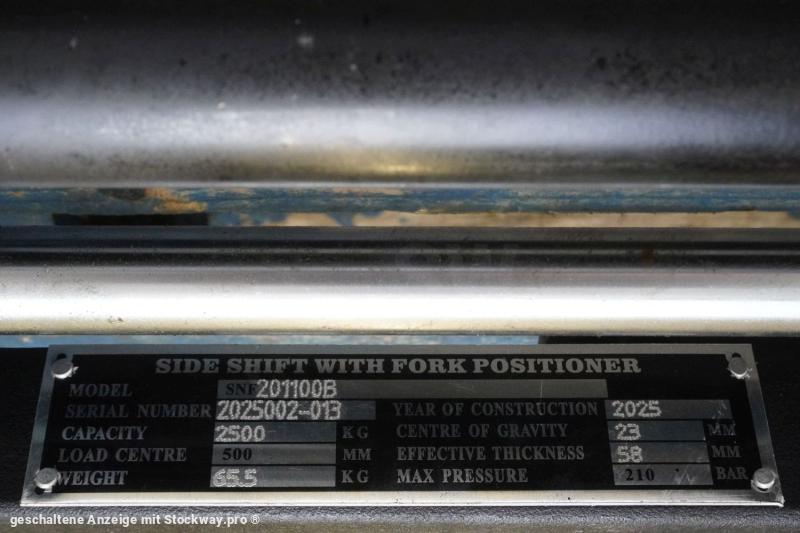 SIDE SHIFT WITH FORK POSITIONER
MODEL SNF201100B
SERIAL NUMBER 2025002-013 YEAR OF CONSTRUCTION 2025
CAPACITY 2500 KG CENTRE OF GRAVITY 23 MM
LOAD CENTRE 500 MM EFFECTIVE THICKNESS 58 MM
WEIGHT 65.5 KG MAX PRESSURE 210 BAR
geschaltene Anzeige mit Stockway.pro ®